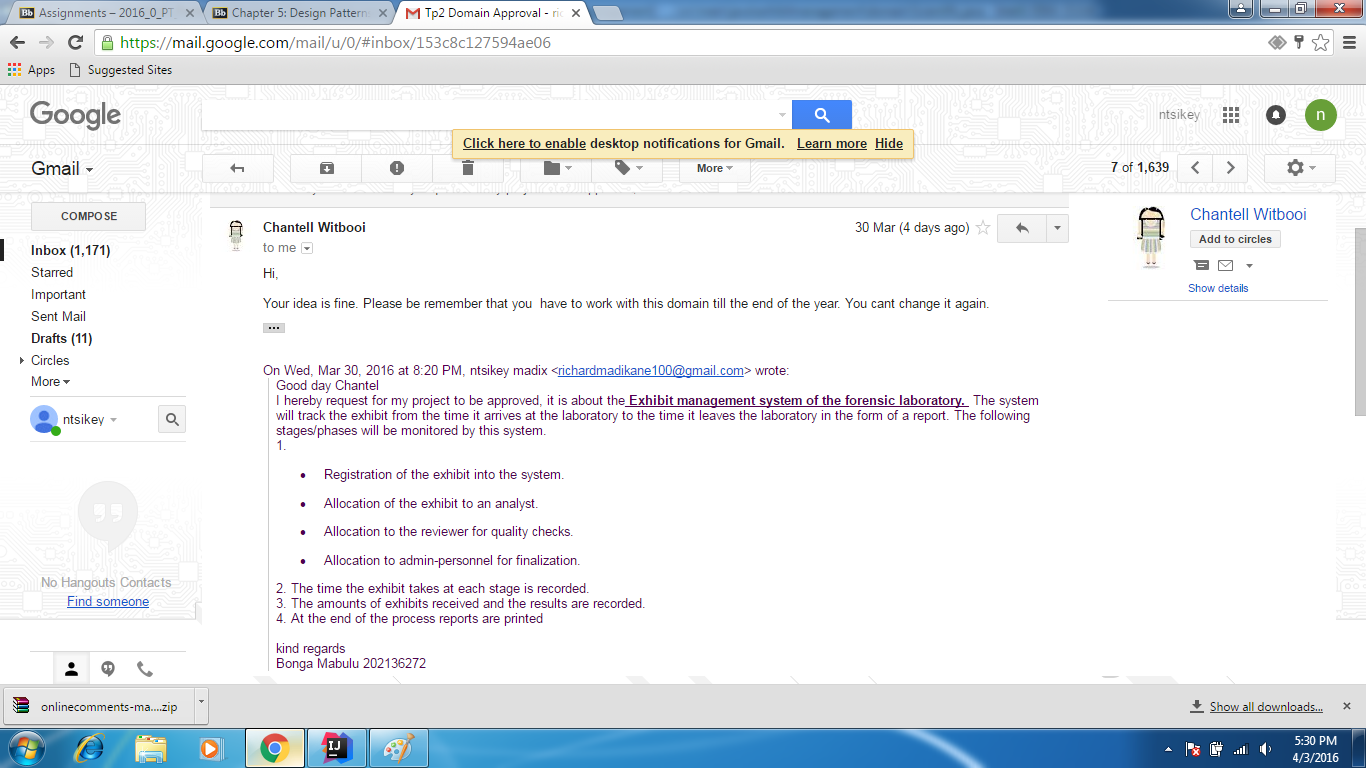 Assignments – 2016_0_PT
Chapter 5: Design Pattern
Tp2 Domain Approval - ric
https://mail.google.com/mail/u/0/#inbox/153c8c127594ae06
Apps Suggested Sites
Google
ntsikey
n
Click here to enable desktop notifications for Gmail. Learn more Hide
Gmail
More
7 of 1,639
COMPOSE
Inbox (1,171)
Starred
Important
Sent Mail
Drafts (11)
Circles
More
ntsikey
No Hangouts Contacts
Find someone
Chantell Witbooi
30 Mar (4 days ago)
to me
Hi,
Your idea is fine. Please be remember that you have to work with this domain till the end of the year. You cant change it again.
On Wed, Mar 30, 2016 at 8:20 PM, ntsikey madix <richardmadikane100@gmail.com> wrote:
Good day Chantel
I hereby request for my project to be approved, it is about the Exhibit management system of the forensic laboratory. The system
will track the exhibit from the time it arrives at the laboratory to the time it leaves the laboratory in the form of a report. The following
stages/phases will be monitored by this system.
1.
• Registration of the exhibit into the system.
• Allocation of the exhibit to an analyst.
• Allocation to the reviewer for quality checks.
• Allocation to admin-personnel for finalization.
2. The time the exhibit takes at each stage is recorded.
3. The amounts of exhibits received and the results are recorded.
4. At the end of the process reports are printed
kind regards
Bonga Mabulu 202136272
Chantell Witbooi
Add to circles
Show details
onlinecomments-ma....zip
Show all downloads...
5:30 PM
4/3/2016